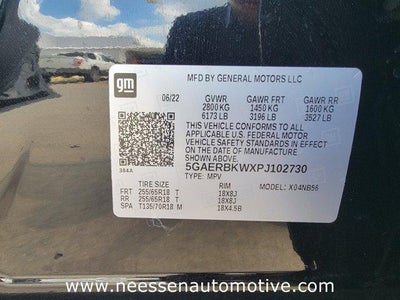 gm
MFD BY GENERAL MOTORS LLC
06/22 GVWR GAWR FRT GAWR RR
2800 KG 1450 KG 1600 KG
6173 LB 3196 LB 3527 LB
THIS VEHICLE CONFORMS TO ALL
APPLICABLE U.S. FEDERAL MOTOR
VEHICLE SAFETY STANDARDS IN EFFECT
ON THE DATE OF MANUFACTURE
SHOWN ABOVE.
364A 5GAERBKWXPJ102730
TYPE: MPV MODEL: X04NB56
TIRE SIZE SPEED RTG RIM
FRT 255/65R18 T 18X8J
RR 255/65R18 T 18X8J
SPA T135/70R18 M 18X4.5B
www.neessenautomotive.com